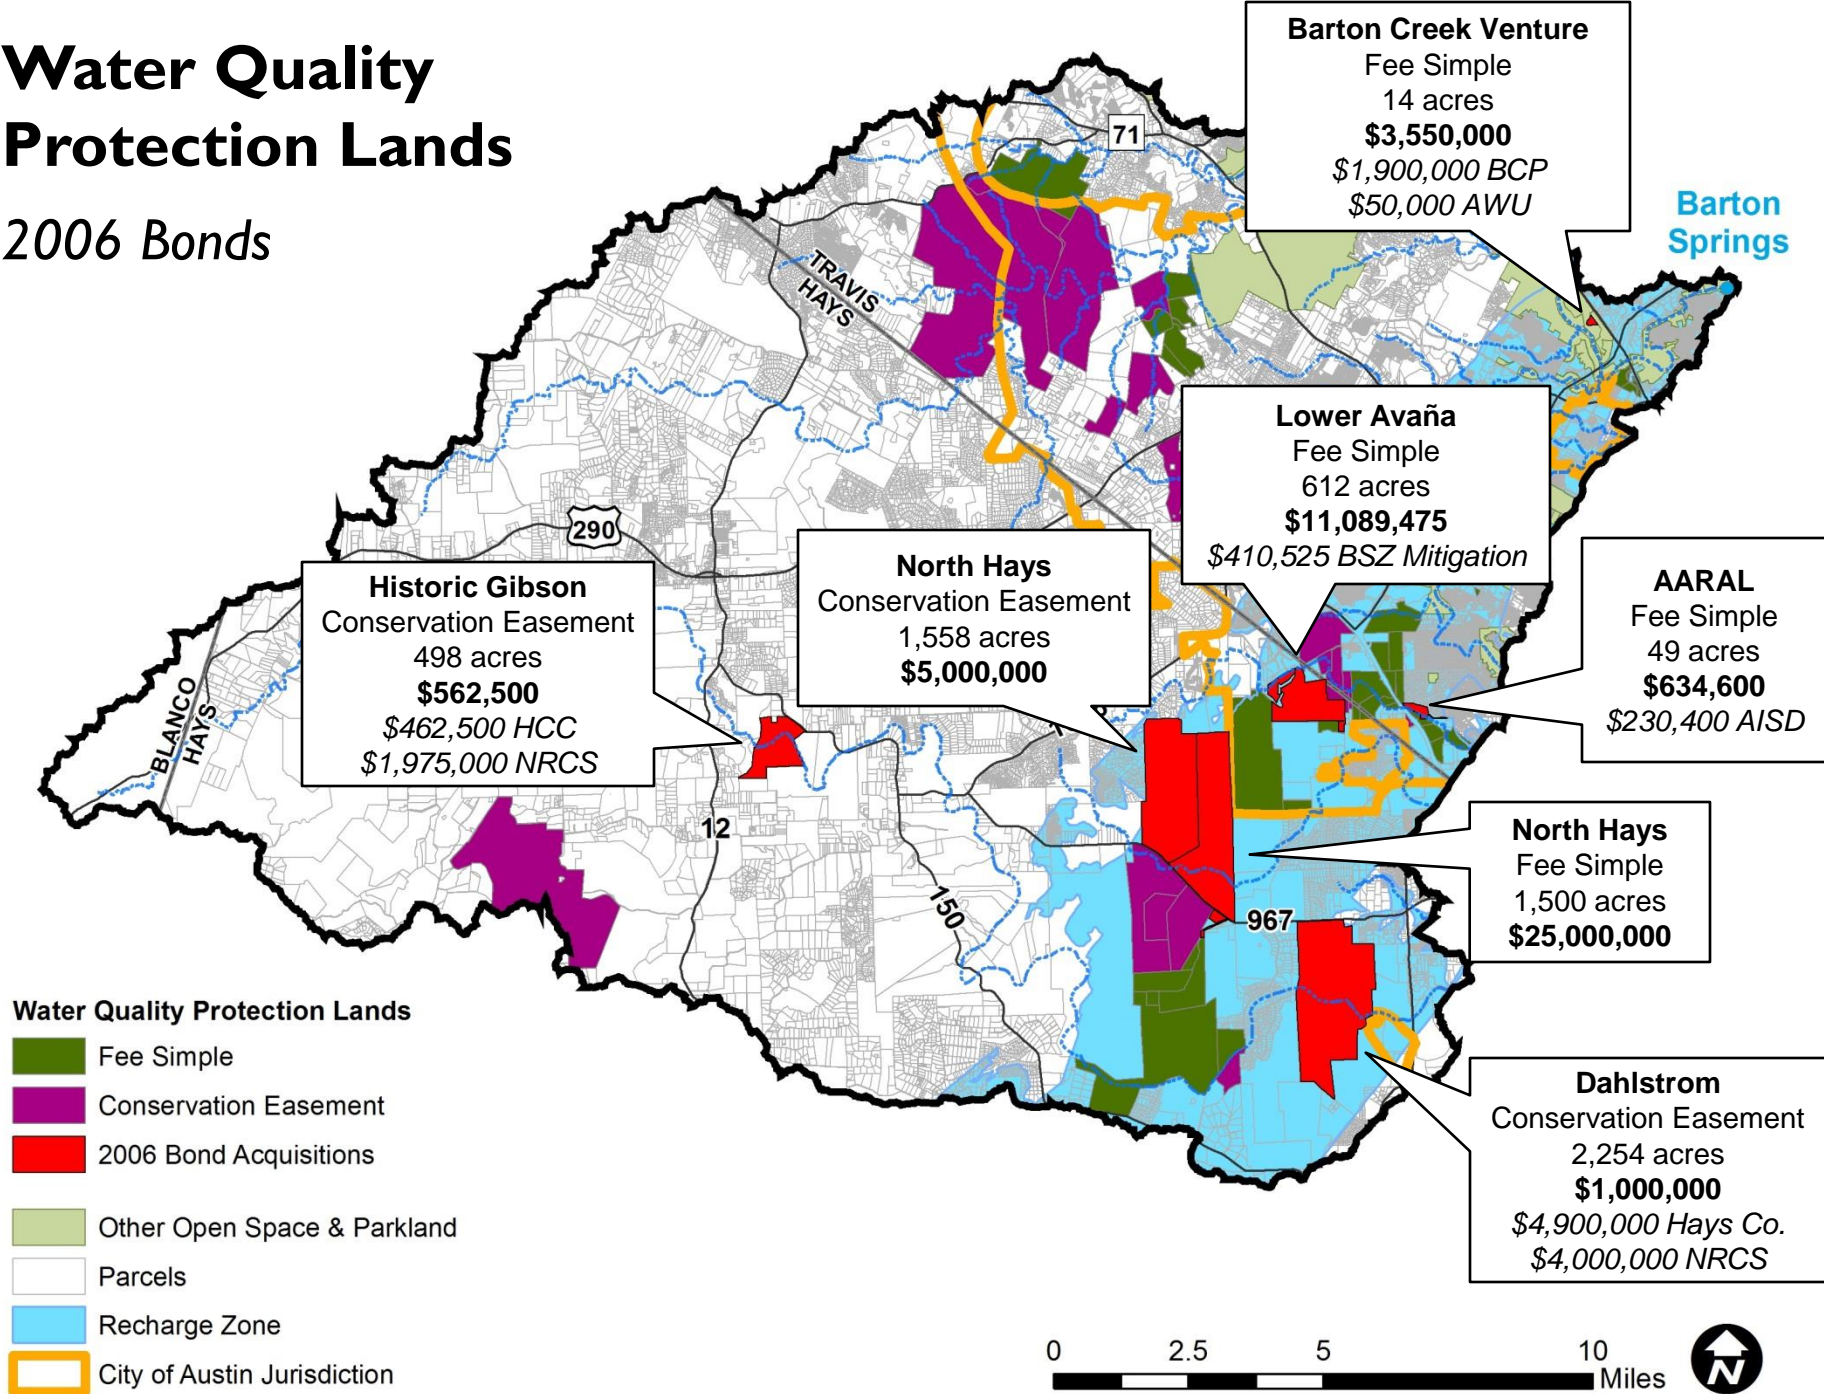 Water Quality
Protection Lands
2006 Bonds
Barton Creek Venture
Fee Simple
14 acres
$3,550,000
$1,900,000 BCP
$50,000 AWU
71
Barton
Springs
TRAVIS
HAYS
Lower Avaña
Fee Simple
612 acres
$11,089,475
$410,525 BSZ Mitigation
290
North Hays
Conservation Easement
1,558 acres
$5,000,000
Historic Gibson
Conservation Easement
498 acres
$562,500
$462,500 HCC
$1,975,000 NRCS
AARAL
Fee Simple
49 acres
$634,600
$230,400 AISD
BLANCO
HAYS
12
150
967
North Hays
Fee Simple
1,500 acres
$25,000,000
Dahlstrom
Conservation Easement
2,254 acres
$1,000,000
$4,900,000 Hays Co.
$4,000,000 NRCS
Water Quality Protection Lands
Fee Simple
Conservation Easement
2006 Bond Acquisitions
Other Open Space & Parkland
Parcels
Recharge Zone
City of Austin Jurisdiction
0 2.5 5 10
Miles
N